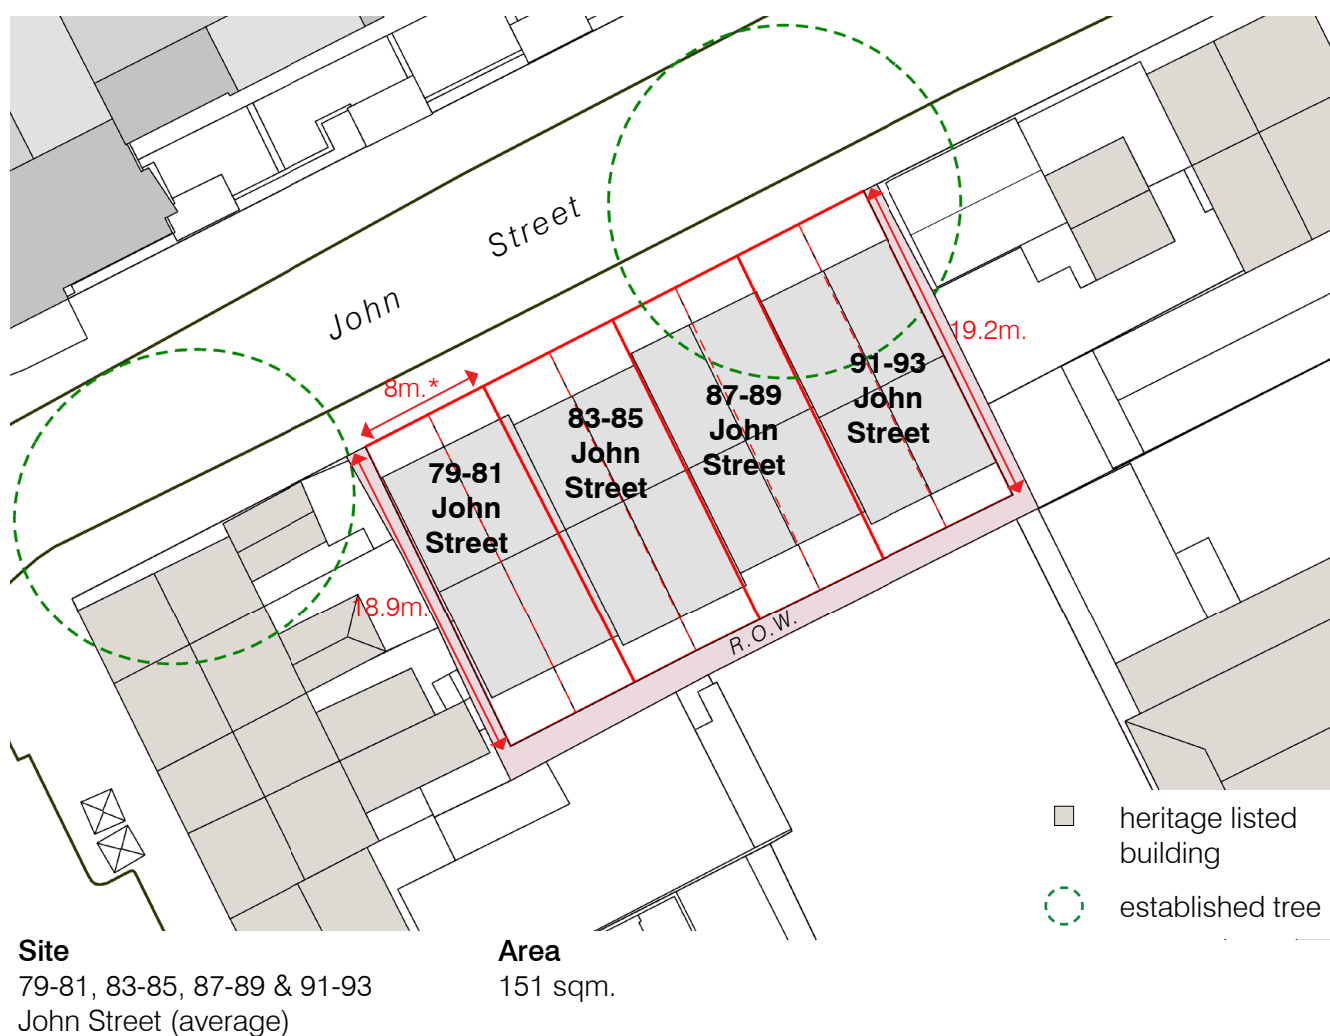 John Street
8m.*
19.2m.
91-93
John
Street
87-89
John
Street
83-85
John
Street
79-81
John
Street
18.9m.
R.O.W.
heritage listed
building
established tree
Site
79-81, 83-85, 87-89 & 91-93
John Street (average)
Area
151 sqm.